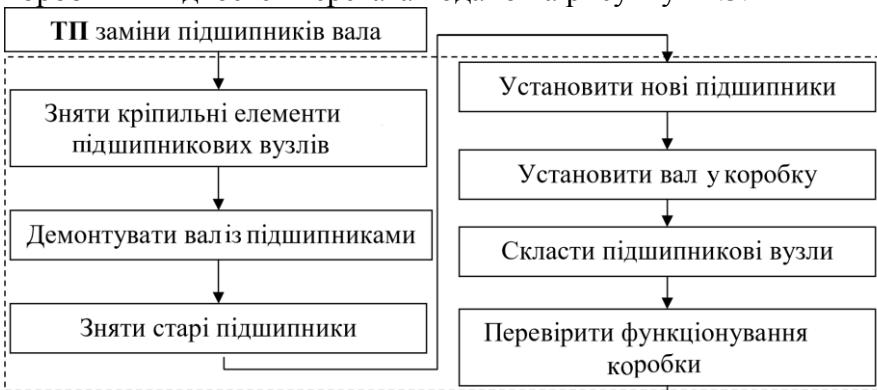 ТП заміни підшипників вала
Зняти кріпильні елементи
підшипникових вузлів
Демонтувати вал із підшипниками
Зняти старі підшипники
Установити нові підшипники
Установити вал у коробку
Скласти підшипникові вузли
Перевірити функціонування
коробки